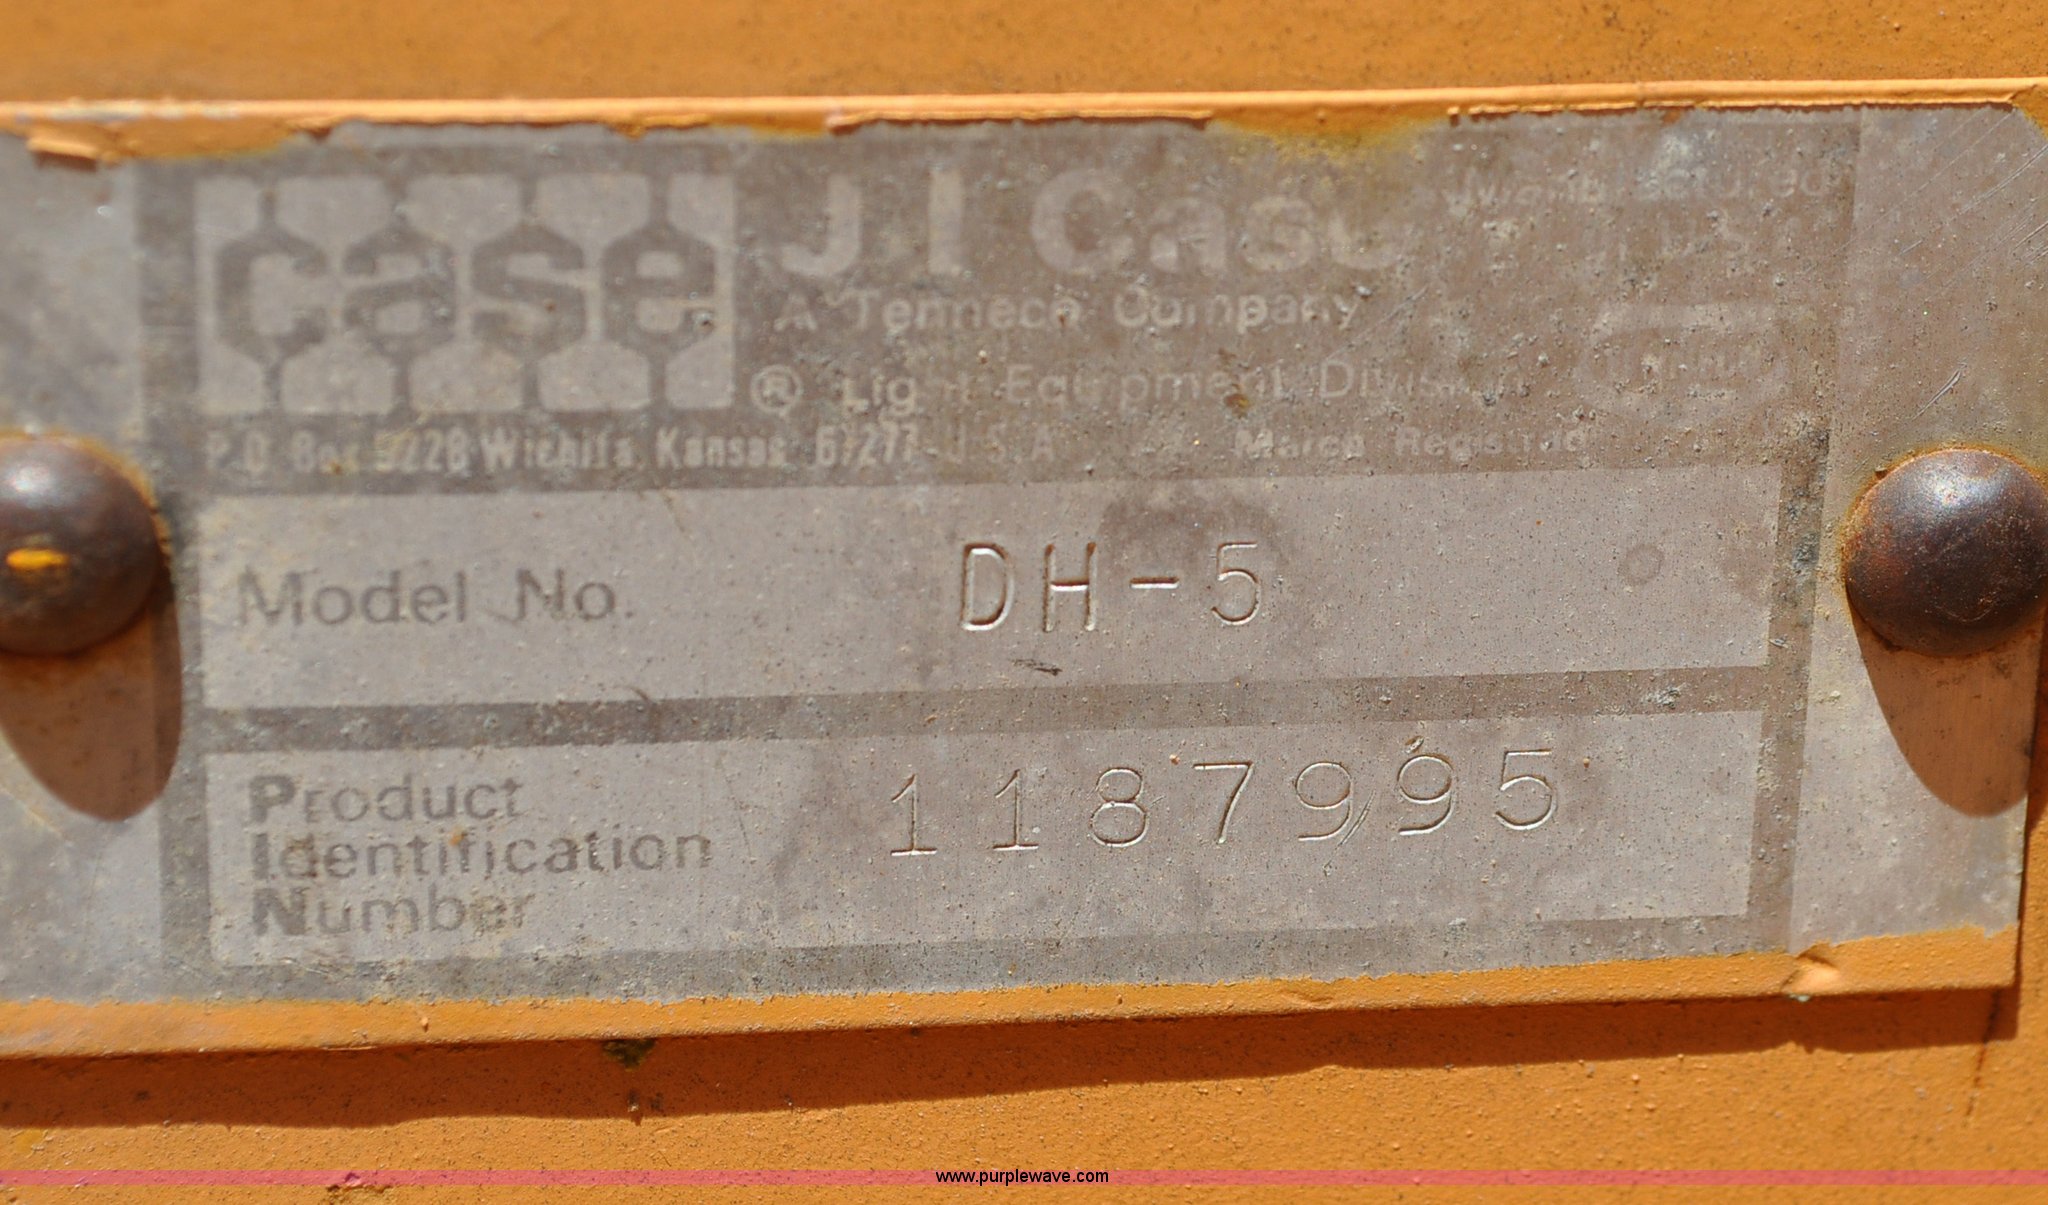 case
J I Case
A Tenneco Company
® Light Equipment Division
P.O. Box 9228 Wichita, Kansas 67277 U.S.A.
Marca Registrada
Manufactured
U S A
Model No. DH-5
Product
Identification
Number
1187995
www.purplewave.com